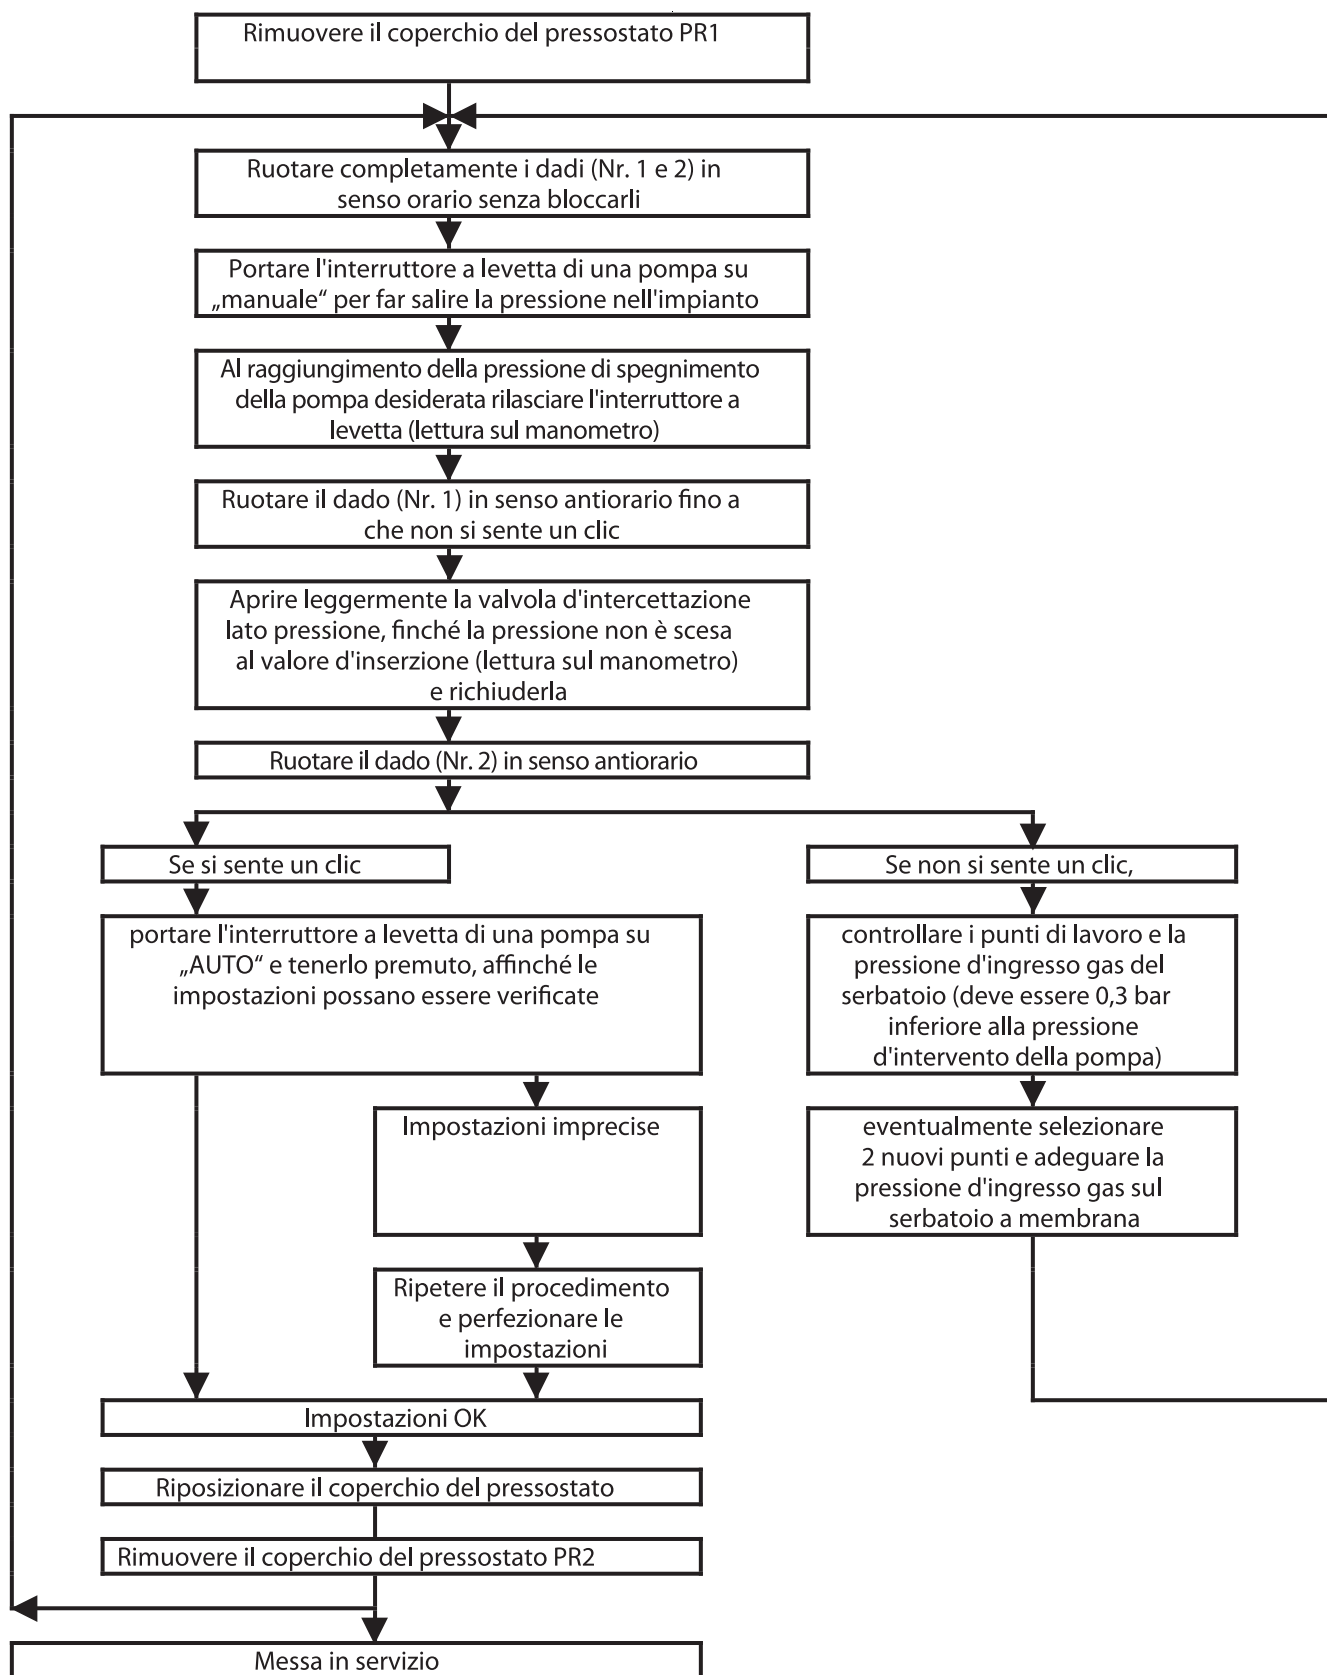 Rimuovere il coperchio del pressostato PR1
Ruotare completamente i dadi (Nr. 1 e 2) in
senso orario senza bloccarli
Portare l'interruttore a levetta di una pompa su
„manuale“ per far salire la pressione nell'impianto
Al raggiungimento della pressione di spegnimento
della pompa desiderata rilasciare l'interruttore a
levetta (lettura sul manometro)
Ruotare il dado (Nr. 1) in senso antiorario fino a
che non si sente un clic
Aprire leggermente la valvola d'intercettazione
lato pressione, finché la pressione non è scesa
al valore d'inserzione (lettura sul manometro)
e richiuderla
Ruotare il dado (Nr. 2) in senso antiorario
Se si sente un clic
portare l'interruttore a levetta di una pompa su
„AUTO“ e tenerlo premuto, affinché le
impostazioni possano essere verificate
Impostazioni imprecise
Ripetere il procedimento
e perfezionare le
impostazioni
Se non si sente un clic,
controllare i punti di lavoro e la
pressione d'ingresso gas del
serbatoio (deve essere 0,3 bar
inferiore alla pressione
d'intervento della pompa)
eventualmente selezionare
2 nuovi punti e adeguare la
pressione d'ingresso gas sul
serbatoio a membrana
Impostazioni OK
Riposizionare il coperchio del pressostato
Rimuovere il coperchio del pressostato PR2
Messa in servizio